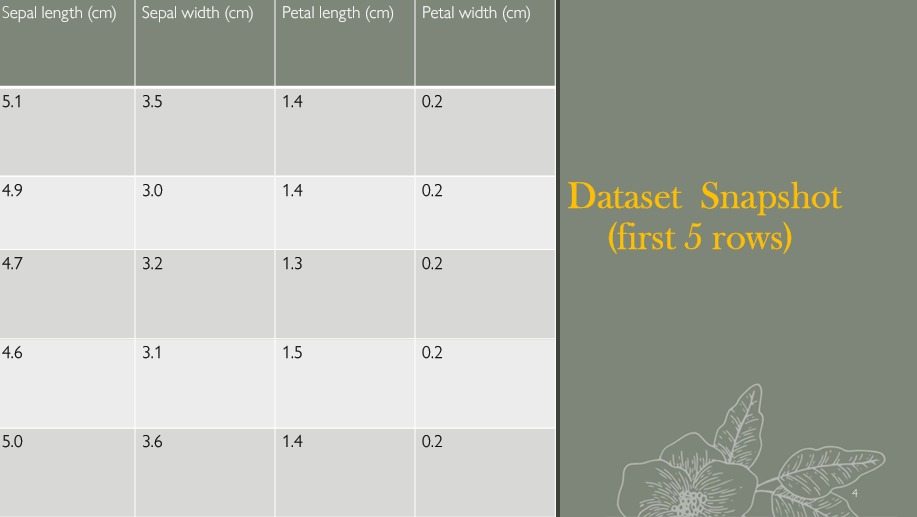 Sepal length (cm) Sepal width (cm) Petal length (cm) Petal width (cm)
5.1 3.5 1.4 0.2
4.9 3.0 1.4 0.2
4.7 3.2 1.3 0.2
4.6 3.1 1.5 0.2
5.0 3.6 1.4 0.2
Dataset Snapshot
(first 5 rows)
4